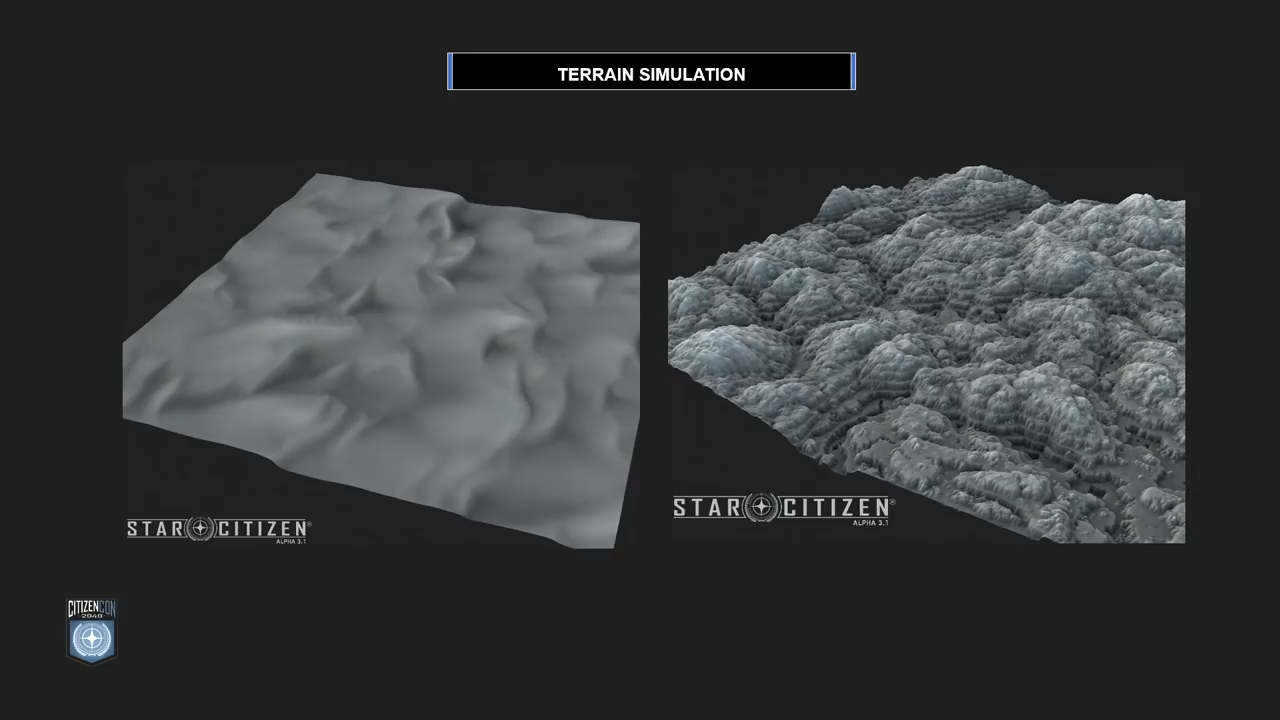 TERRAIN SIMULATION
STAR CITIZEN®
ALPHA 3.1
STAR CITIZEN®
ALPHA 3.1
CITIZENCON
2948